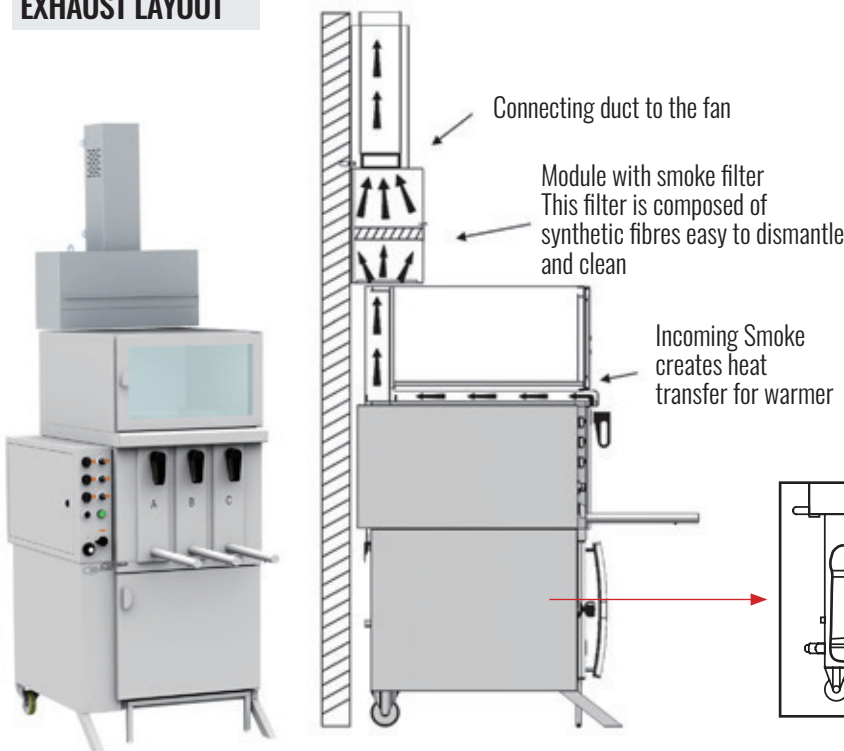 EXHAUST LAYOUT
Connecting duct to the fan
Module with smoke filter
This filter is composed of
synthetic fibres easy to dismantle
and clean
Incoming Smoke
creates heat
transfer for warmer
A B C